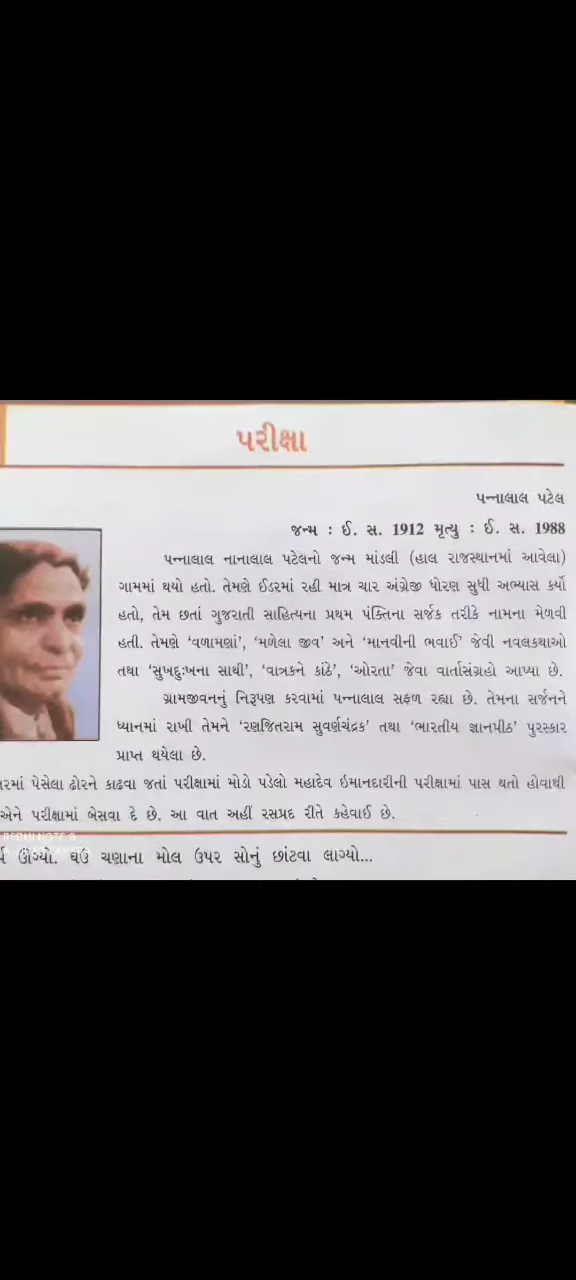 પરીક્ષા
પન્નાલાલ પટેલ
જન્મ : ઈ. સ. 1912 મૃત્યુ : ઈ. સ. 1988
પન્નાલાલ નાનાલાલ પટેલનો જન્મ માંડલી (હાલ રાજસ્થાનમાં આવેલા)
ગામમાં થયો હતો. તેમણે ઈડરમાં રહી માત્ર ચાર અંગ્રેજી ધોરણ સુધી અભ્યાસ કર્યો
હતો, તેમ છતાં ગુજરાતી સાહિત્યના પ્રથમ પંક્તિના સર્જક તરીકે નામના મેળવી
હતી. તેમણે ‘વળામણાં’, ‘મળેલા જીવ’ અને ‘માનવીની ભવાઈ’ જેવી નવલકથાઓ
તથા ‘સુખદુઃખના સાથી’, ‘વાત્રકને કાંઠે’, ‘ઓરતા’ જેવા વાર્તાસંગ્રહો આપ્યા છે.
ગ્રામજીવનનું નિરૂપણ કરવામાં પન્નાલાલ સફળ રહ્યા છે. તેમના સર્જનને
ધ્યાનમાં રાખી તેમને ‘રણજિતરામ સુવર્ણચંદ્રક’ તથા ‘ભારતીય જ્ઞાનપીઠ’ પુરસ્કાર
પ્રાપ્ત થયેલા છે.
પેસેલા ઢોરને કાઢવા જતાં પરીક્ષામાં મોડો પડેલો મહાદેવ ઇમાનદારીની પરીક્ષામાં પાસ થતો હોવાથી
એને પરીક્ષામાં બેસવા દે છે. આ વાત અહીં રસપ્રદ રીતે કહેવાઈ છે.
ઊગ્યો. ઘઉં ચણાના મોલ ઉપર સોનું છાંટવા લાગ્યો...